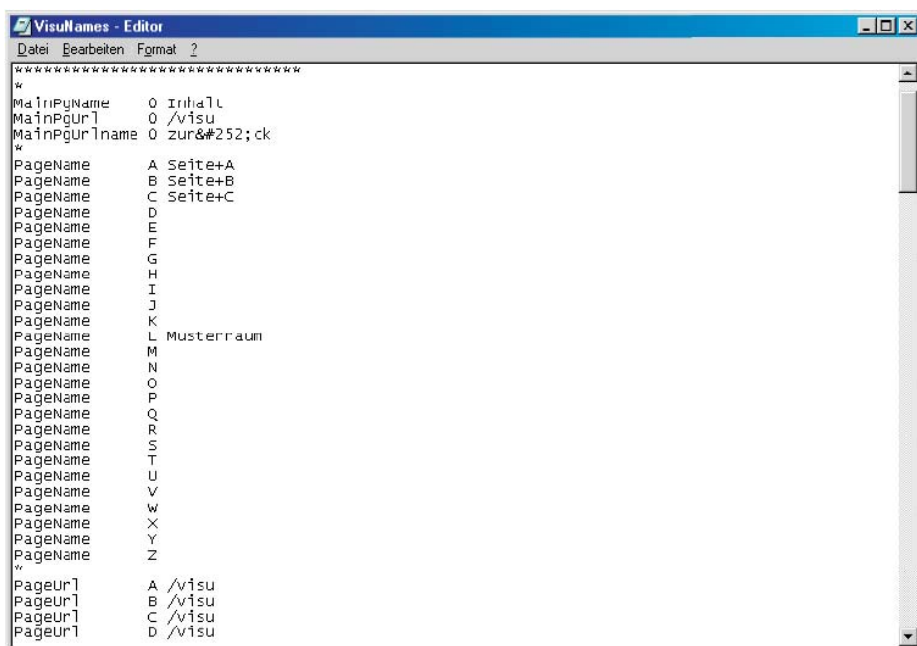 VisuNames - Editor
Datei Bearbeiten Format ?
******************************
*
MainPgName 0 Inhalt
MainPgUrl 0 /visu
MainPgUrlname 0 zur&#252;ck
*
PageName A Seite+A
PageName B Seite+B
PageName C Seite+C
PageName D
PageName E
PageName F
PageName G
PageName H
PageName I
PageName J
PageName K
PageName L Musterraum
PageName M
PageName N
PageName O
PageName P
PageName Q
PageName R
PageName S
PageName T
PageName U
PageName V
PageName W
PageName X
PageName Y
PageName Z
*
PageUrl A /visu
PageUrl B /visu
PageUrl C /visu
PageUrl D /visu